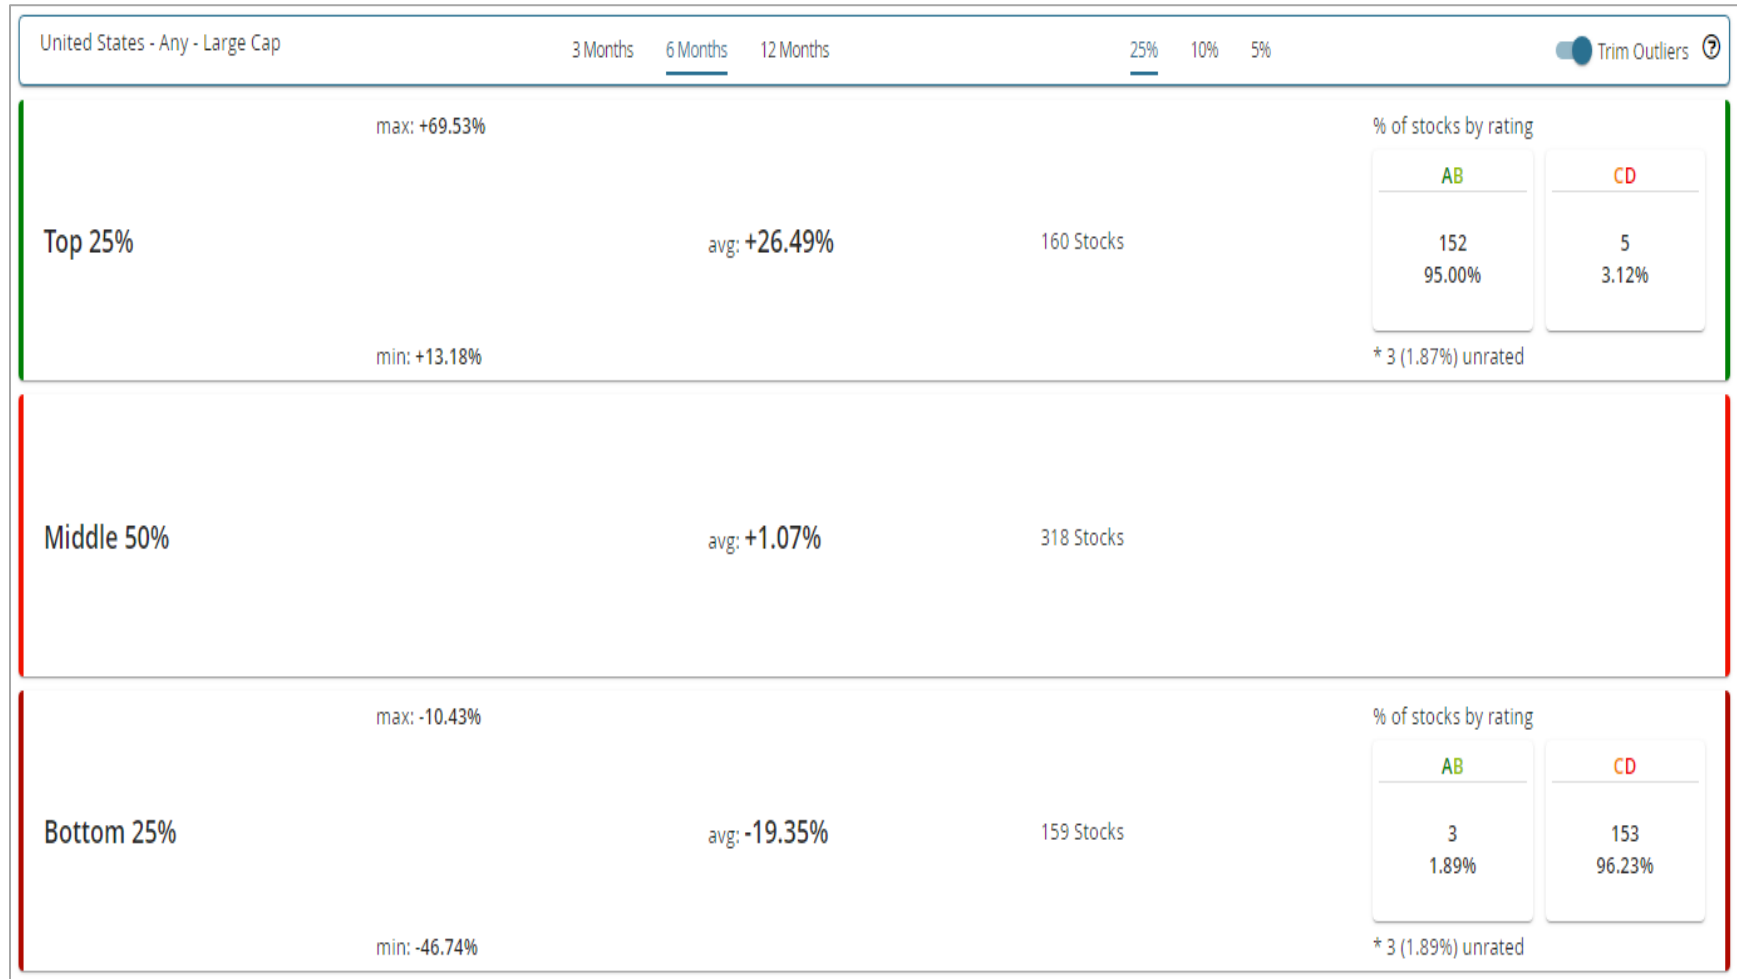 United States - Any - Large Cap 3 Months 6 Months 12 Months 25% 10% 5% Trim Outliers ?
max: +69.53% % of stocks by rating
AB CD
Top 25% avg: +26.49% 160 Stocks 152 5
95.00% 3.12%
min: +13.18% * 3 (1.87%) unrated
Middle 50% avg: +1.07% 318 Stocks
max: -10.43% % of stocks by rating
AB CD
Bottom 25% avg: -19.35% 159 Stocks 3 153
1.89% 96.23%
min: -46.74% * 3 (1.89%) unrated